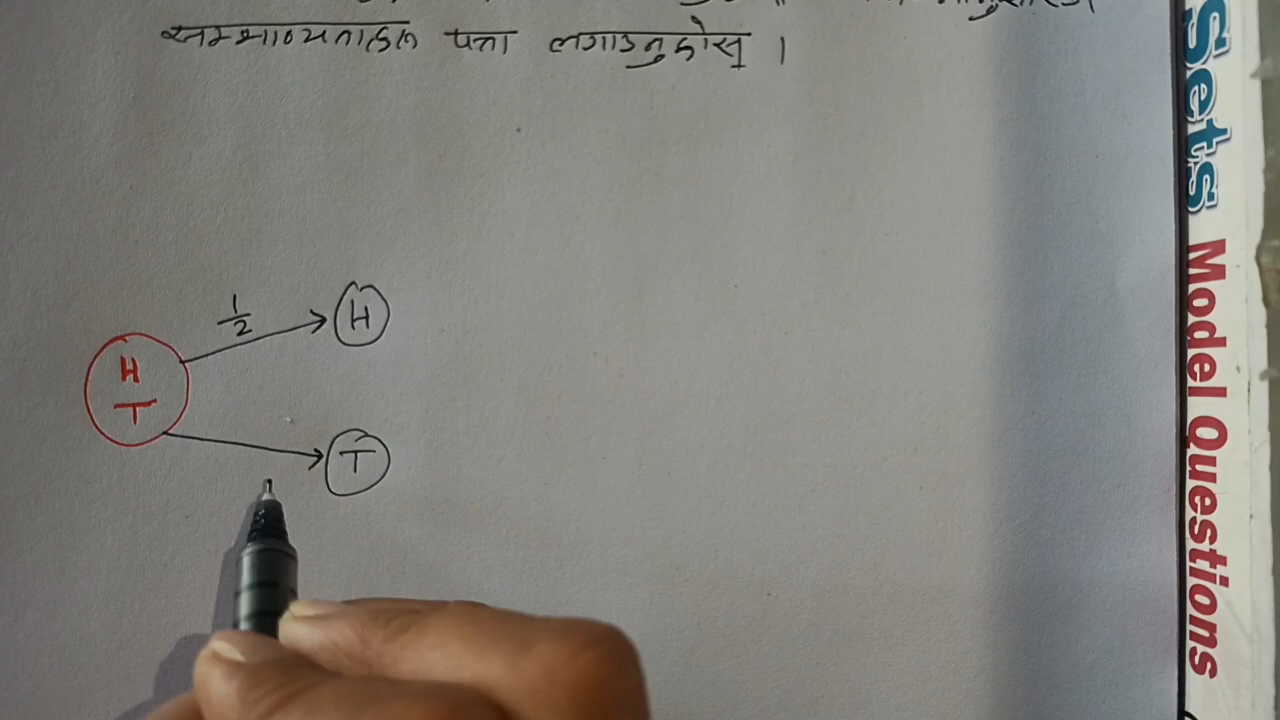 सम्भाव्यताहरू पत्ता लगाउनुहोस् ।
1/2
H
H
T
T
Sets Model Questions